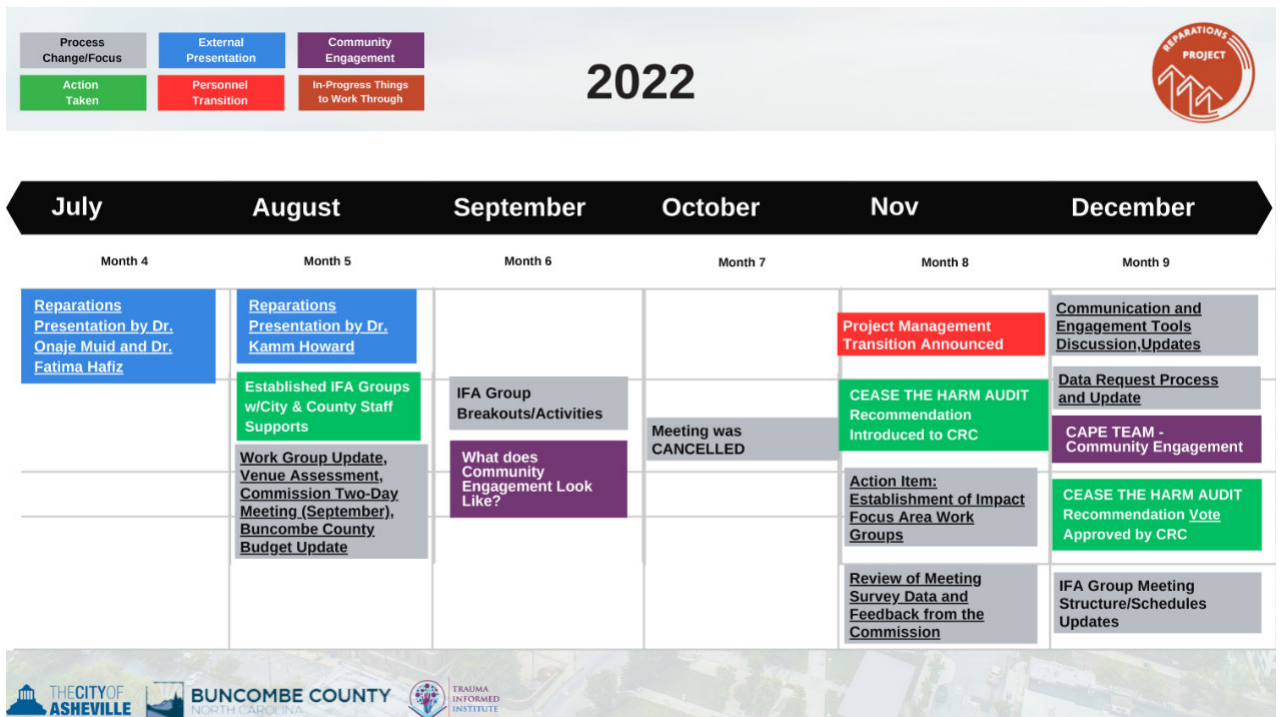 Process
Change/Focus
External
Presentation
Community
Engagement
Action
Taken
Personnel
Transition
In-Progress Things
to Work Through
2022
REPARATIONS
PROJECT
July
August
September
October
Nov
December
Month 4
Month 5
Month 6
Month 7
Month 8
Month 9
Reparations
Presentation by Dr.
Onaje Muid and Dr.
Fatima Hafiz
Reparations
Presentation by Dr.
Kamm Howard
Established IFA Groups
w/City & County Staff
Supports
Work Group Update,
Venue Assessment,
Commission Two-Day
Meeting (September),
Buncombe County
Budget Update
IFA Group
Breakouts/Activities
What does
Community
Engagement Look
Like?
Meeting was
CANCELLED
Project Management
Transition Announced
CEASE THE HARM AUDIT
Recommendation
Introduced to CRC
Action Item:
Establishment of Impact
Focus Area Work
Groups
Review of Meeting
Survey Data and
Feedback from the
Commission
Communication and
Engagement Tools
Discussion,Updates
Data Request Process
and Update
CAPE TEAM -
Community Engagement
CEASE THE HARM AUDIT
Recommendation Vote
Approved by CRC
IFA Group Meeting
Structure/Schedules
Updates
THECITYOF
ASHEVILLE
BUNCOMBE COUNTY
NORTH CAROLINA
TRAUMA
INFORMED
INSTITUTE